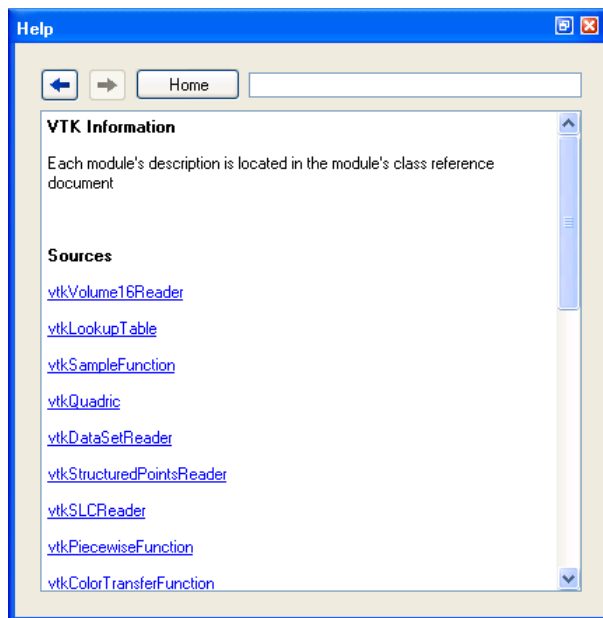 Help
Home
VTK Information
Each module's description is located in the module's class reference
document
Sources
vtkVolume16Reader
vtkLookupTable
vtkSampleFunction
vtkQuadric
vtkDataSetReader
vtkStructuredPointsReader
vtkSLCReader
vtkPiecewiseFunction
vtkColorTransferFunction